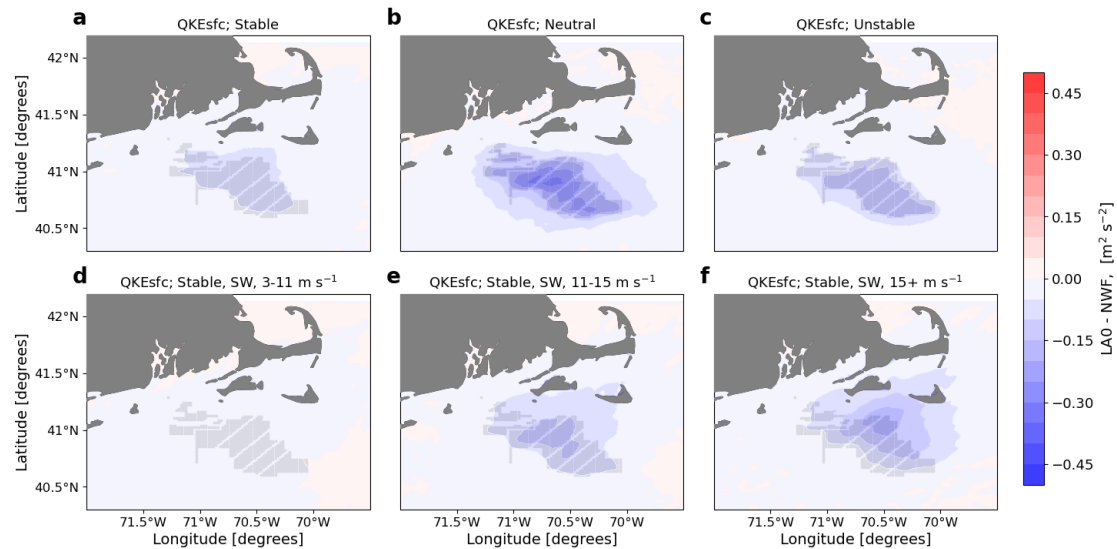 a QKEsfc; Stable
b QKEsfc; Neutral
c QKEsfc; Unstable
42°N
41.5°N
41°N
40.5°N
Latitude [degrees]
d QKEsfc; Stable, SW, 3-11 m s⁻¹
e QKEsfc; Stable, SW, 11-15 m s⁻¹
f QKEsfc; Stable, SW, 15+ m s⁻¹
42°N
41.5°N
41°N
40.5°N
Latitude [degrees]
71.5°W 71°W 70.5°W 70°W
Longitude [degrees]
71.5°W 71°W 70.5°W 70°W
Longitude [degrees]
71.5°W 71°W 70.5°W 70°W
Longitude [degrees]
0.45
0.30
0.15
0.00
−0.15
−0.30
−0.45
LA0 - NWF, [m² s⁻²]